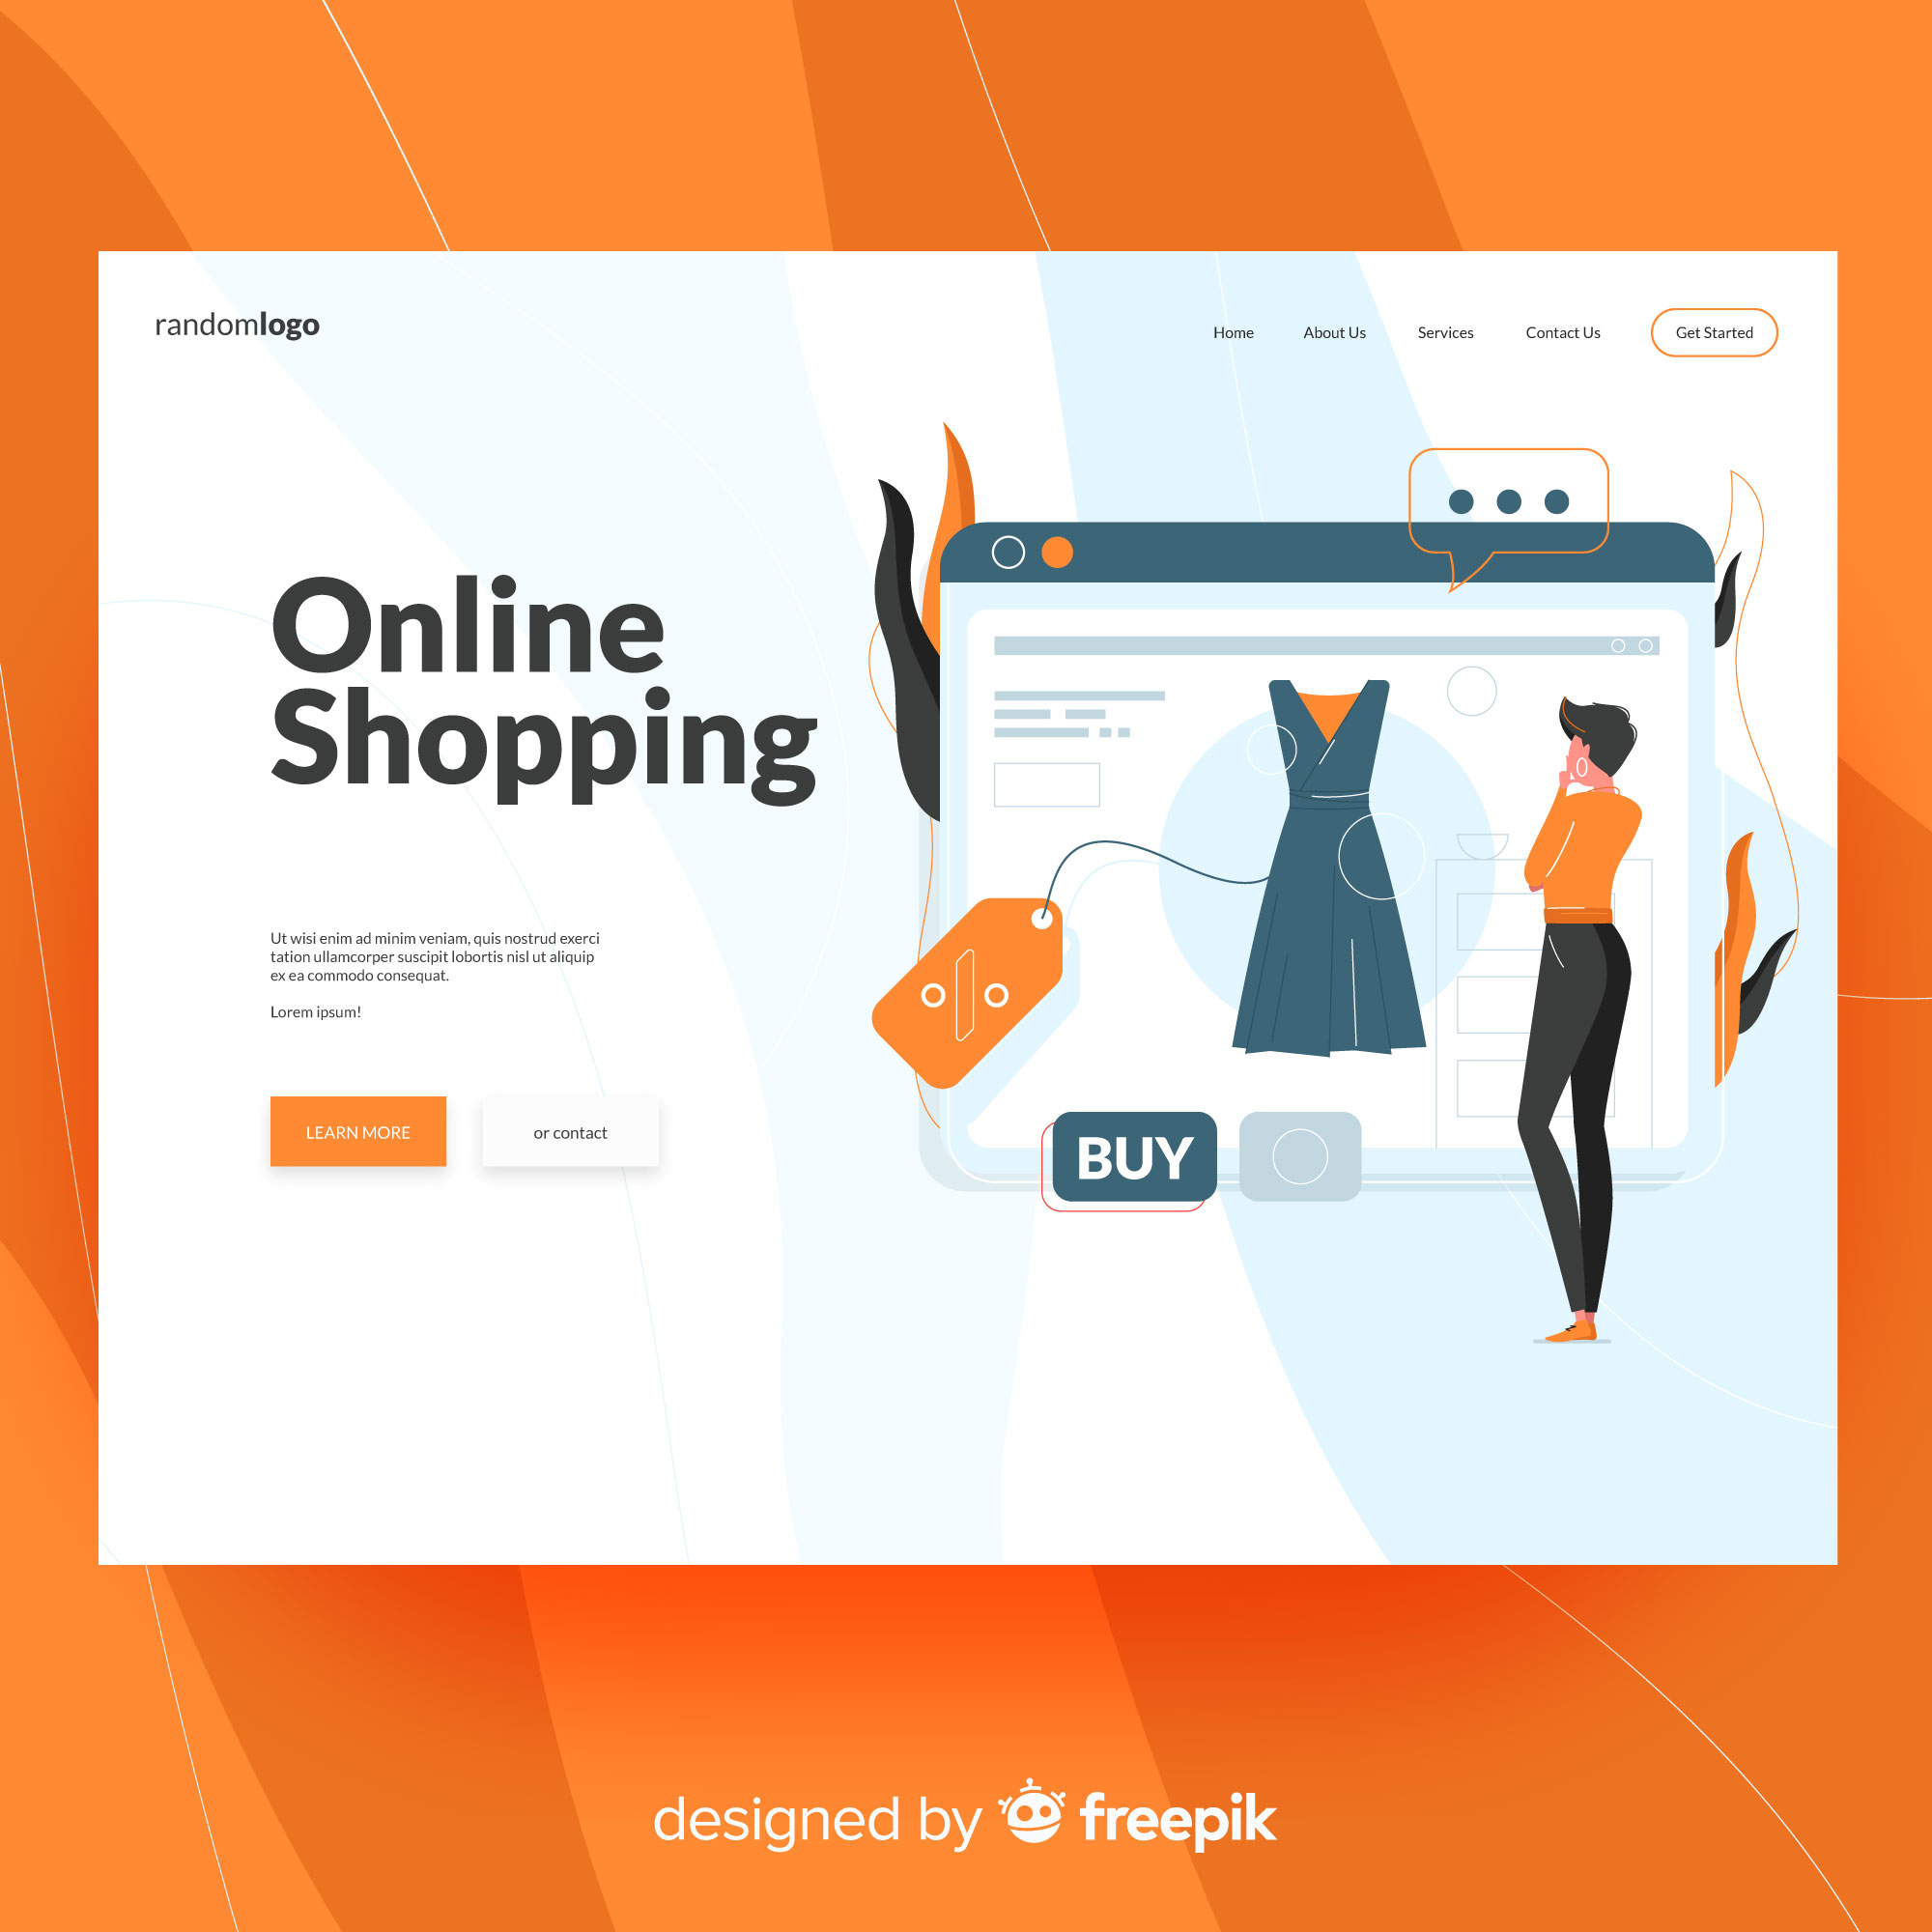 randomlogo
Home
About Us
Services
Contact Us
Get Started
Online
Shopping
Ut wisi enim ad minim veniam, quis nostrud exerci
tation ullamcorper suscipit lobortis nisl ut aliquip
ex ea commodo consequat.
Lorem ipsum!
LEARN MORE
or contact
BUY
designed by freepik